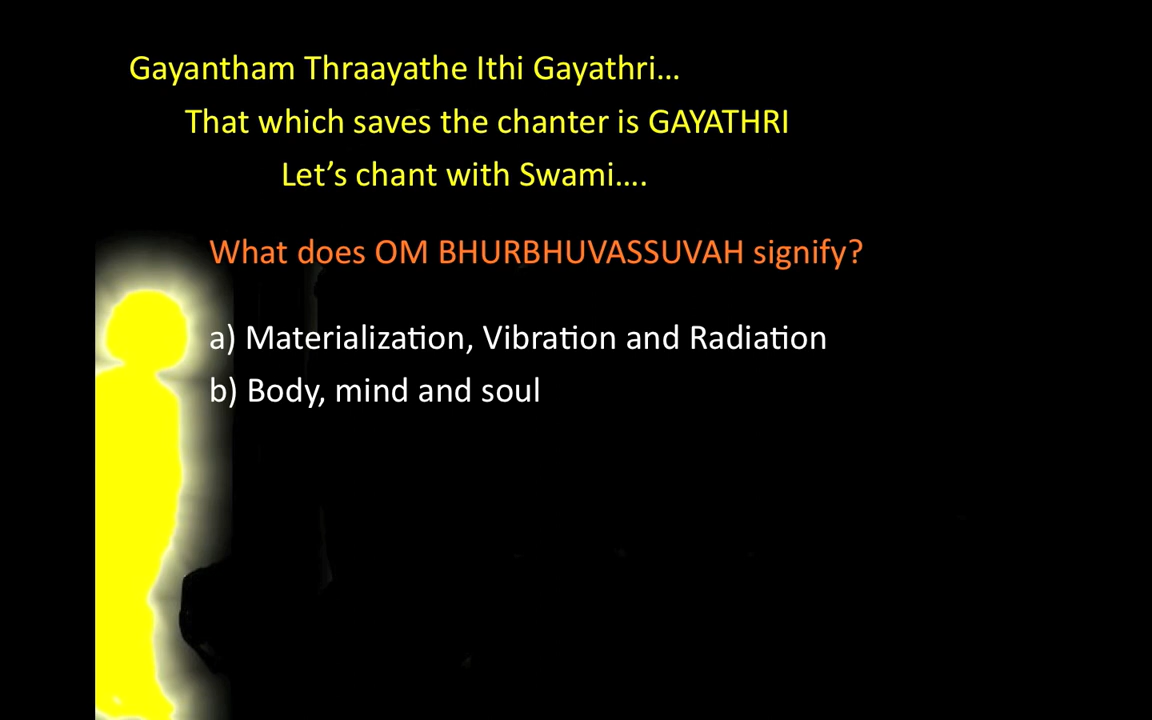 Gayantham Thraayathe Ithi Gayathri…
That which saves the chanter is GAYATHRI
Let’s chant with Swami….
What does OM BHURBHUVASSUVAH signify?
a) Materialization, Vibration and Radiation
b) Body, mind and soul